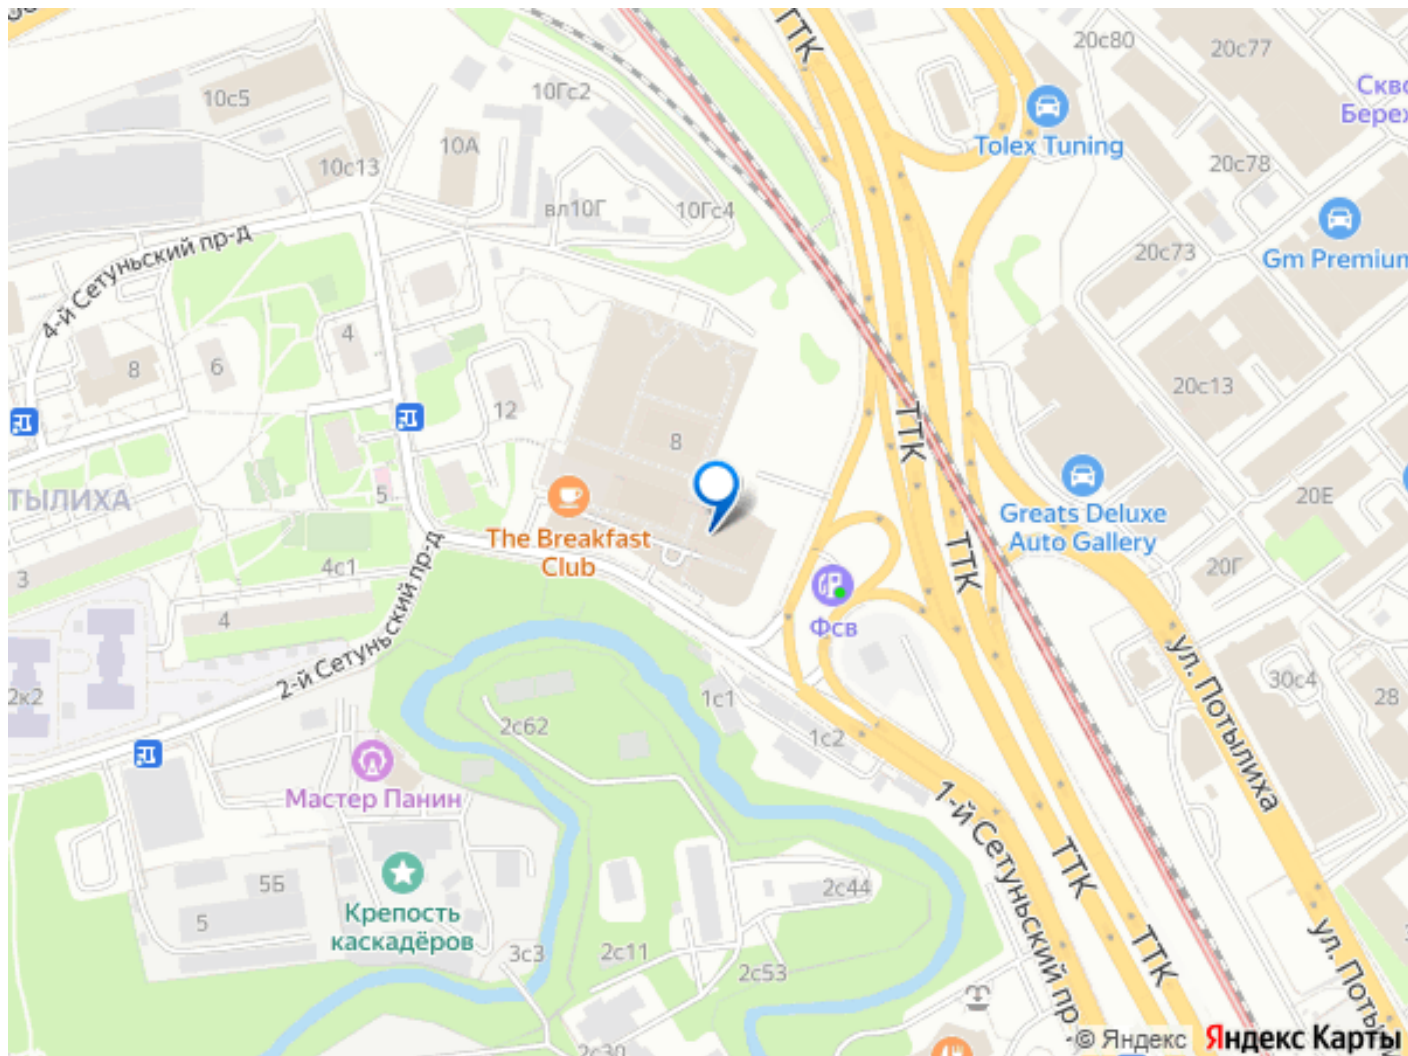 ТТК
20с80
20с77
Скво
Береж
10с5
10Гс2
Tolex Tuning
10А
10с13
20с78
вл10Г
10Гс4
4-й Сетуньский пр-д
20с73
Gm Premium
4
8
6
20с13
12
ТТК
8
5
ТЫЛИХА
20Е
The Breakfast
Club
Greats Deluxe
Auto Gallery
ТТК
4с1
3
20Г
4
Фсв
2-й Сетуньский пр-д
ул. Потылиха
2к2
1с1
30с4
28
2с62
1с2
Мастер Панин
1-й Сетуньский пр
ТТК
5Б
2с44
Крепость
каскадёров
5
3с3
2с11
2с53
ТТК
ул. Поты
2с30
© Яндекс
Яндекс Карты